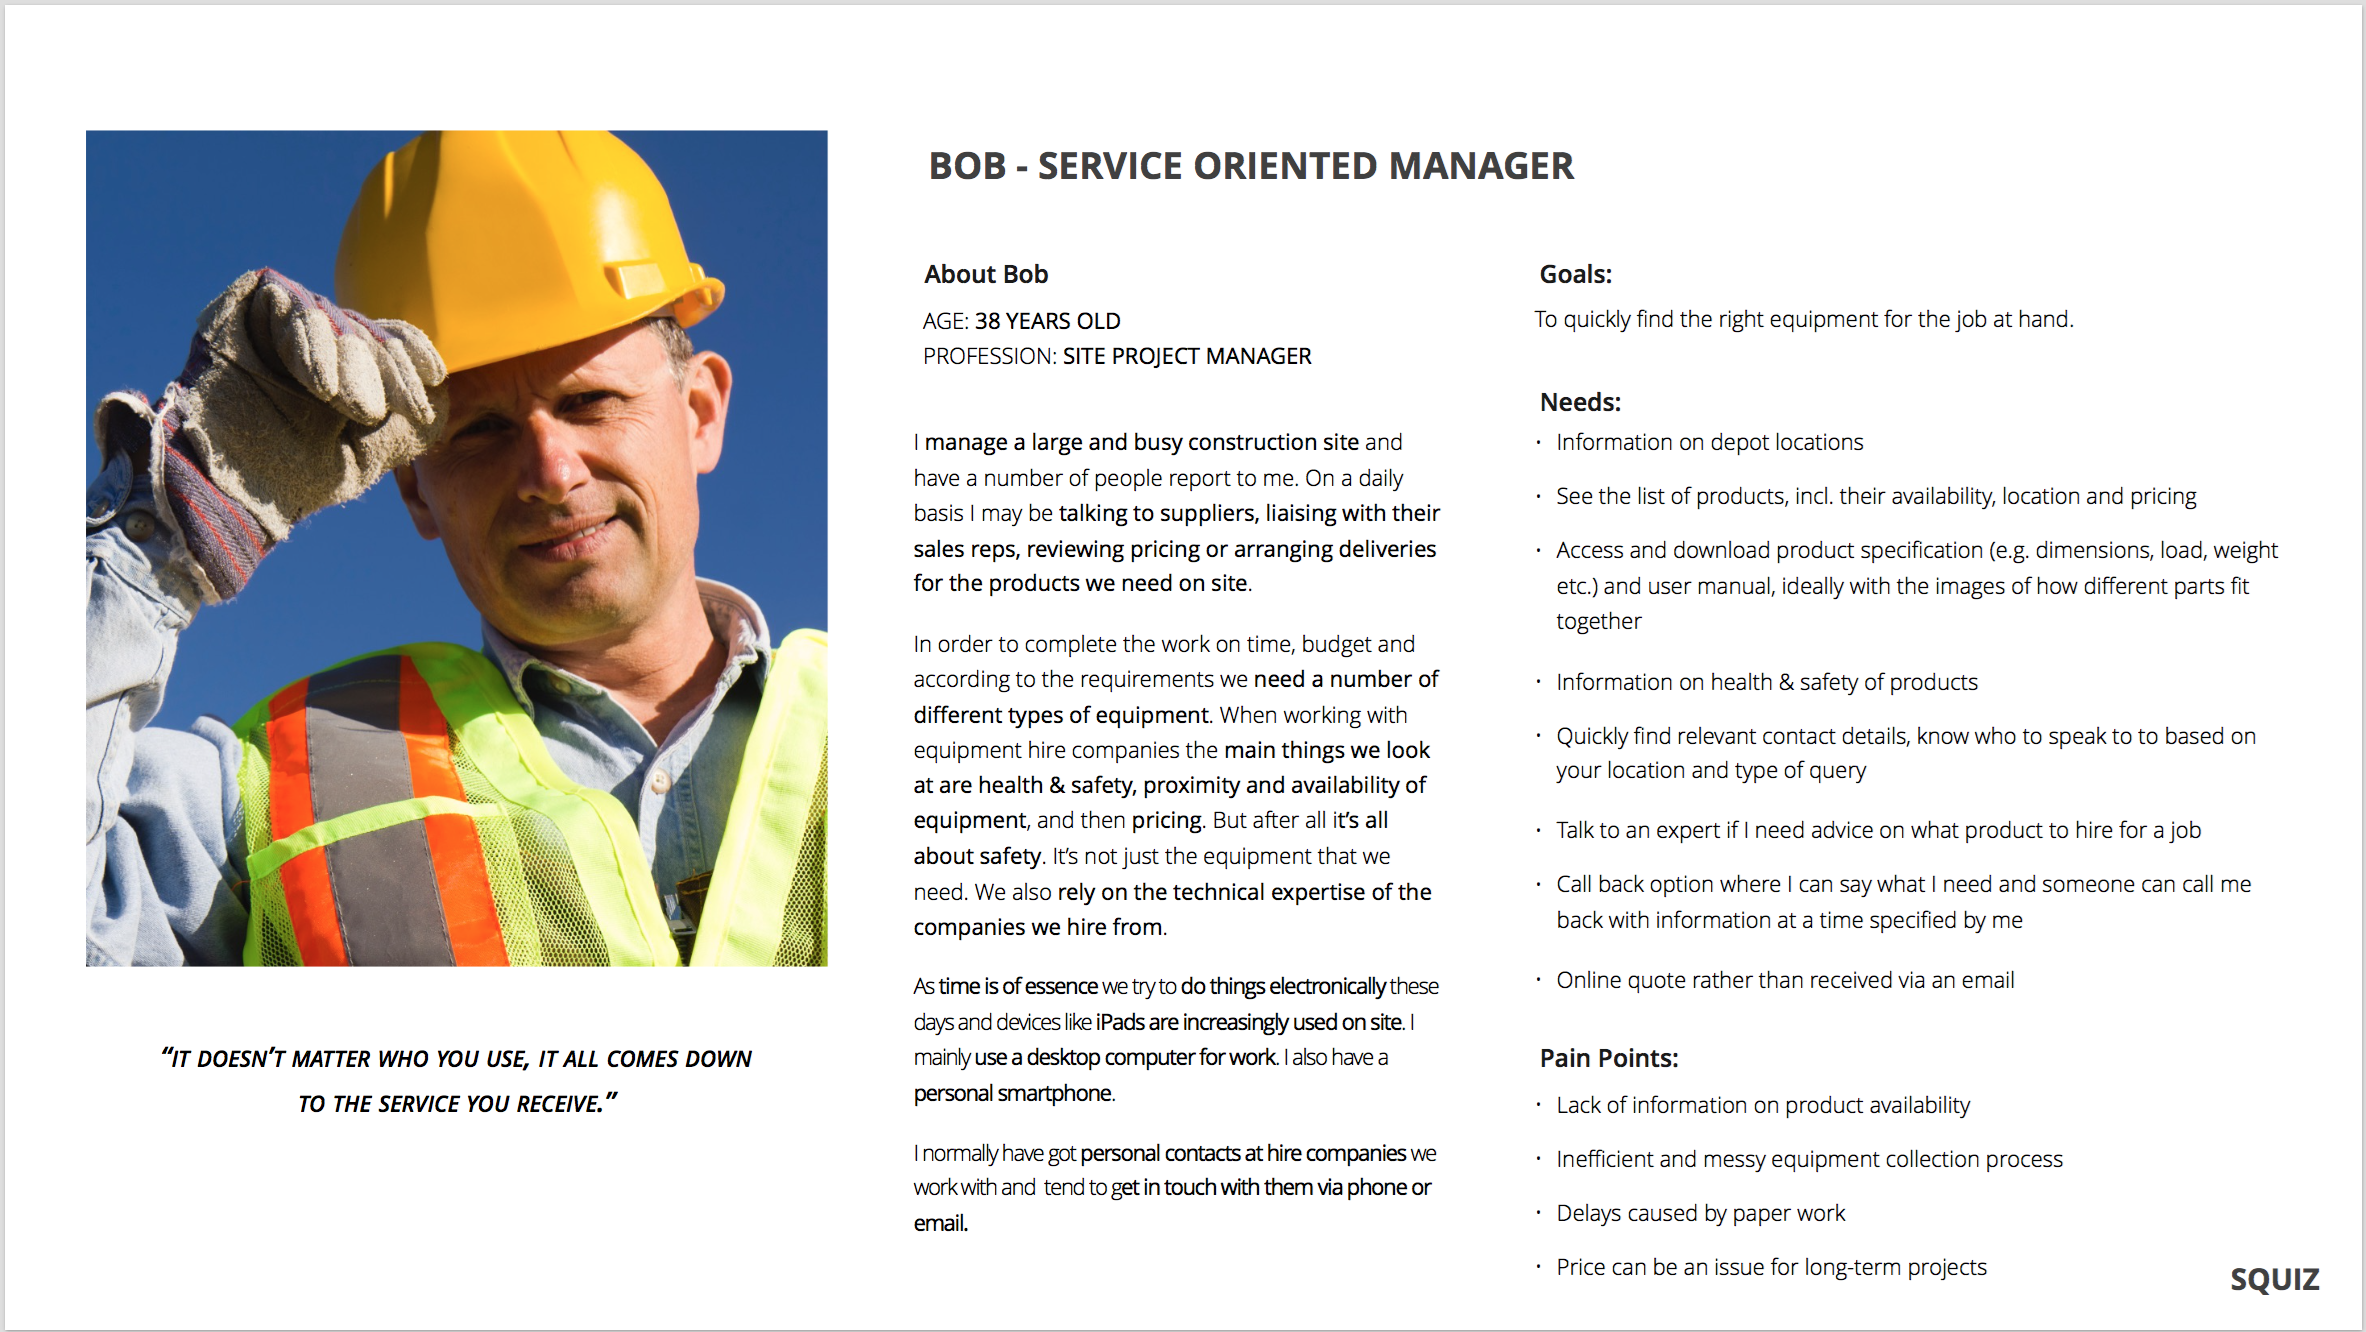 BOB - SERVICE ORIENTED MANAGER
About Bob
AGE: 38 YEARS OLD
PROFESSION: SITE PROJECT MANAGER
I manage a large and busy construction site and
have a number of people report to me. On a daily
basis I may be talking to suppliers, liaising with their
sales reps, reviewing pricing or arranging deliveries
for the products we need on site.
In order to complete the work on time, budget and
according to the requirements we need a number of
different types of equipment. When working with
equipment hire companies the main things we look
at are health & safety, proximity and availability of
equipment, and then pricing. But after all it’s all
about safety. It’s not just the equipment that we
need. We also rely on the technical expertise of the
companies we hire from.
As time is of essence we try to do things electronically these
days and devices like iPads are increasingly used on site. I
mainly use a desktop computer for work. I also have a
personal smartphone.
I normally have got personal contacts at hire companies we
work with and tend to get in touch with them via phone or
email.
Goals:
To quickly find the right equipment for the job at hand.
Needs:
· Information on depot locations
· See the list of products, incl. their availability, location and pricing
· Access and download product specification (e.g. dimensions, load, weight
etc.) and user manual, ideally with the images of how different parts fit
together
· Information on health & safety of products
· Quickly find relevant contact details, know who to speak to to based on
your location and type of query
· Talk to an expert if I need advice on what product to hire for a job
· Call back option where I can say what I need and someone can call me
back with information at a time specified by me
· Online quote rather than received via an email
Pain Points:
· Lack of information on product availability
· Inefficient and messy equipment collection process
· Delays caused by paper work
· Price can be an issue for long-term projects
“IT DOESN’T MATTER WHO YOU USE, IT ALL COMES DOWN
TO THE SERVICE YOU RECEIVE.”
SQUIZ